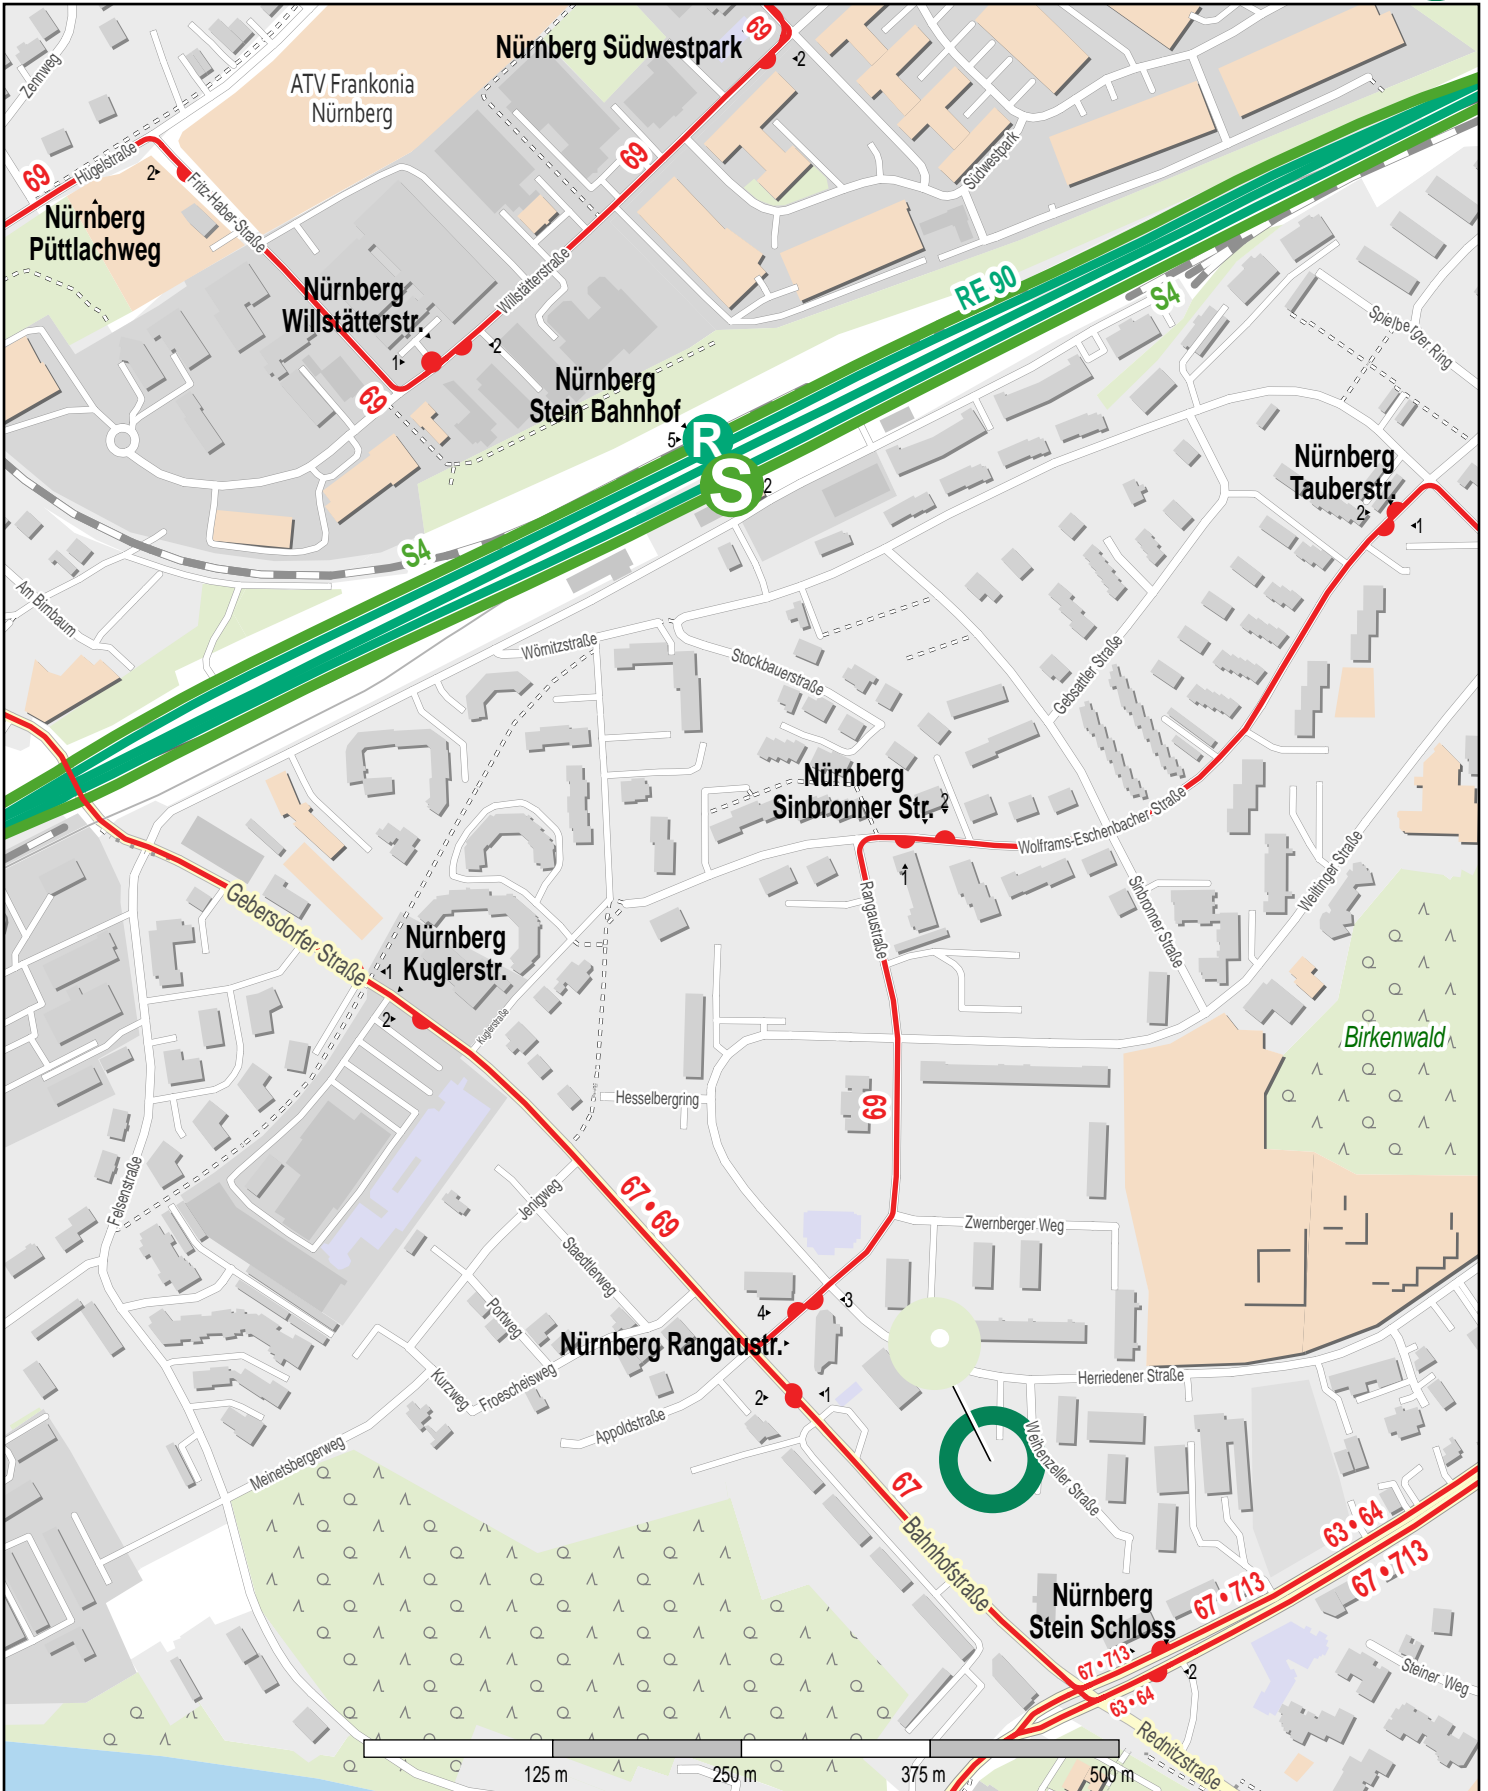 69
Nürnberg Südwestpark
2
Zennweg
ATV Frankonia
Nürnberg
Hügelstraße
69
2
Fritz-Haber-Straße
69
Südwestpark
Nürnberg
Püttlachweg
Nürnberg
Willstätterstr.
Willstätterstraße
1
2
69
RE 90
S4
Spielberger Ring
Nürnberg
Stein Bahnhof
5
R
S
2
Nürnberg
Tauberstr.
2
1
S4
Am Birnbaum
Wörnitzstraße
Stockbauerstraße
Gebsattler Straße
Nürnberg
Sinbronner Str.
2
1
Wolframs-Eschenbacher-Straße
Rangaustraße
Sinbronner Straße
Weiltinger Straße
Gebersdorfer Straße
Nürnberg
Kuglerstr.
1
2
Kuglerstraße
Birkenwald
Hesselbergring
69
Felsenstraße
Jenigweg
67 • 69
Zwernberger Weg
Staedtlerweg
Portweg
4
3
Nürnberg Rangaustr.
Kurzweg
Froescheisweg
2
1
Herriedener Straße
Appoldstraße
Meinetsbergerweg
Weihenzeller Straße
67
Bahnhofstraße
63 • 64
67 • 713
67 • 713
Nürnberg
Stein Schloss
67 • 713
2
63 • 64
Steiner Weg
Rednitzstraße
125 m
250 m
375 m
500 m